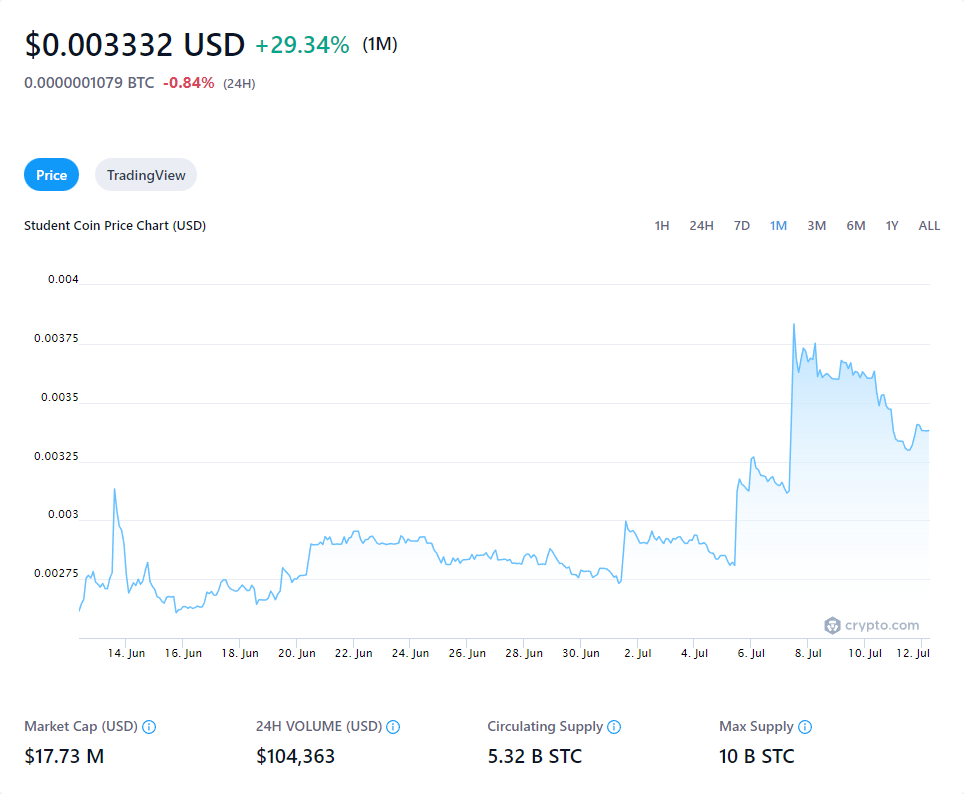 $0.003332 USD +29.34% (1M)
0.0000001079 BTC -0.84% (24H)
Price TradingView
Student Coin Price Chart (USD) 1H 24H 7D 1M 3M 6M 1Y ALL
0.004
0.00375
0.0035
0.00325
0.003
0.00275
crypto.com
14. Jun 16. Jun 18. Jun 20. Jun 22. Jun 24. Jun 26. Jun 28. Jun 30. Jun 2. Jul 4. Jul 6. Jul 8. Jul 10. Jul 12. Jul
Market Cap (USD) 24H VOLUME (USD) Circulating Supply Max Supply
$17.73 M $104,363 5.32 B STC 10 B STC